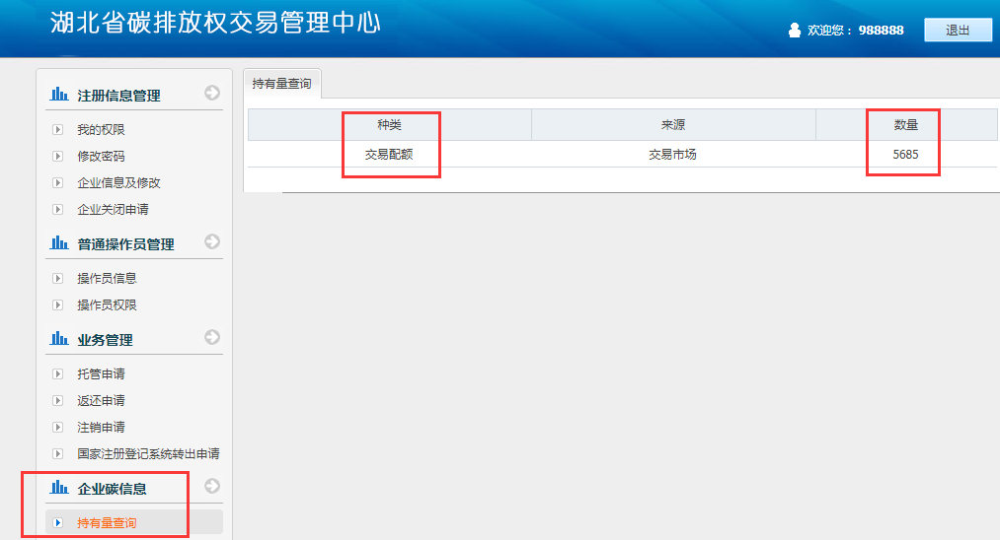 湖北省碳排放权交易管理中心
欢迎您： 988888
退出
注册信息管理
我的权限
修改密码
企业信息及修改
企业关闭申请
普通操作员管理
操作员信息
操作员权限
业务管理
托管申请
返还申请
注销申请
国家注册登记系统转出申请
企业碳信息
持有量查询
持有量查询
种类 来源 数量
交易配额 交易市场 5685